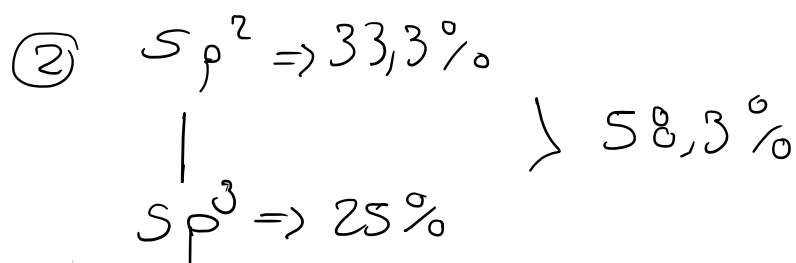 ② Sp² => 33,3%
|
> 58,3%
Sp³ => 25%